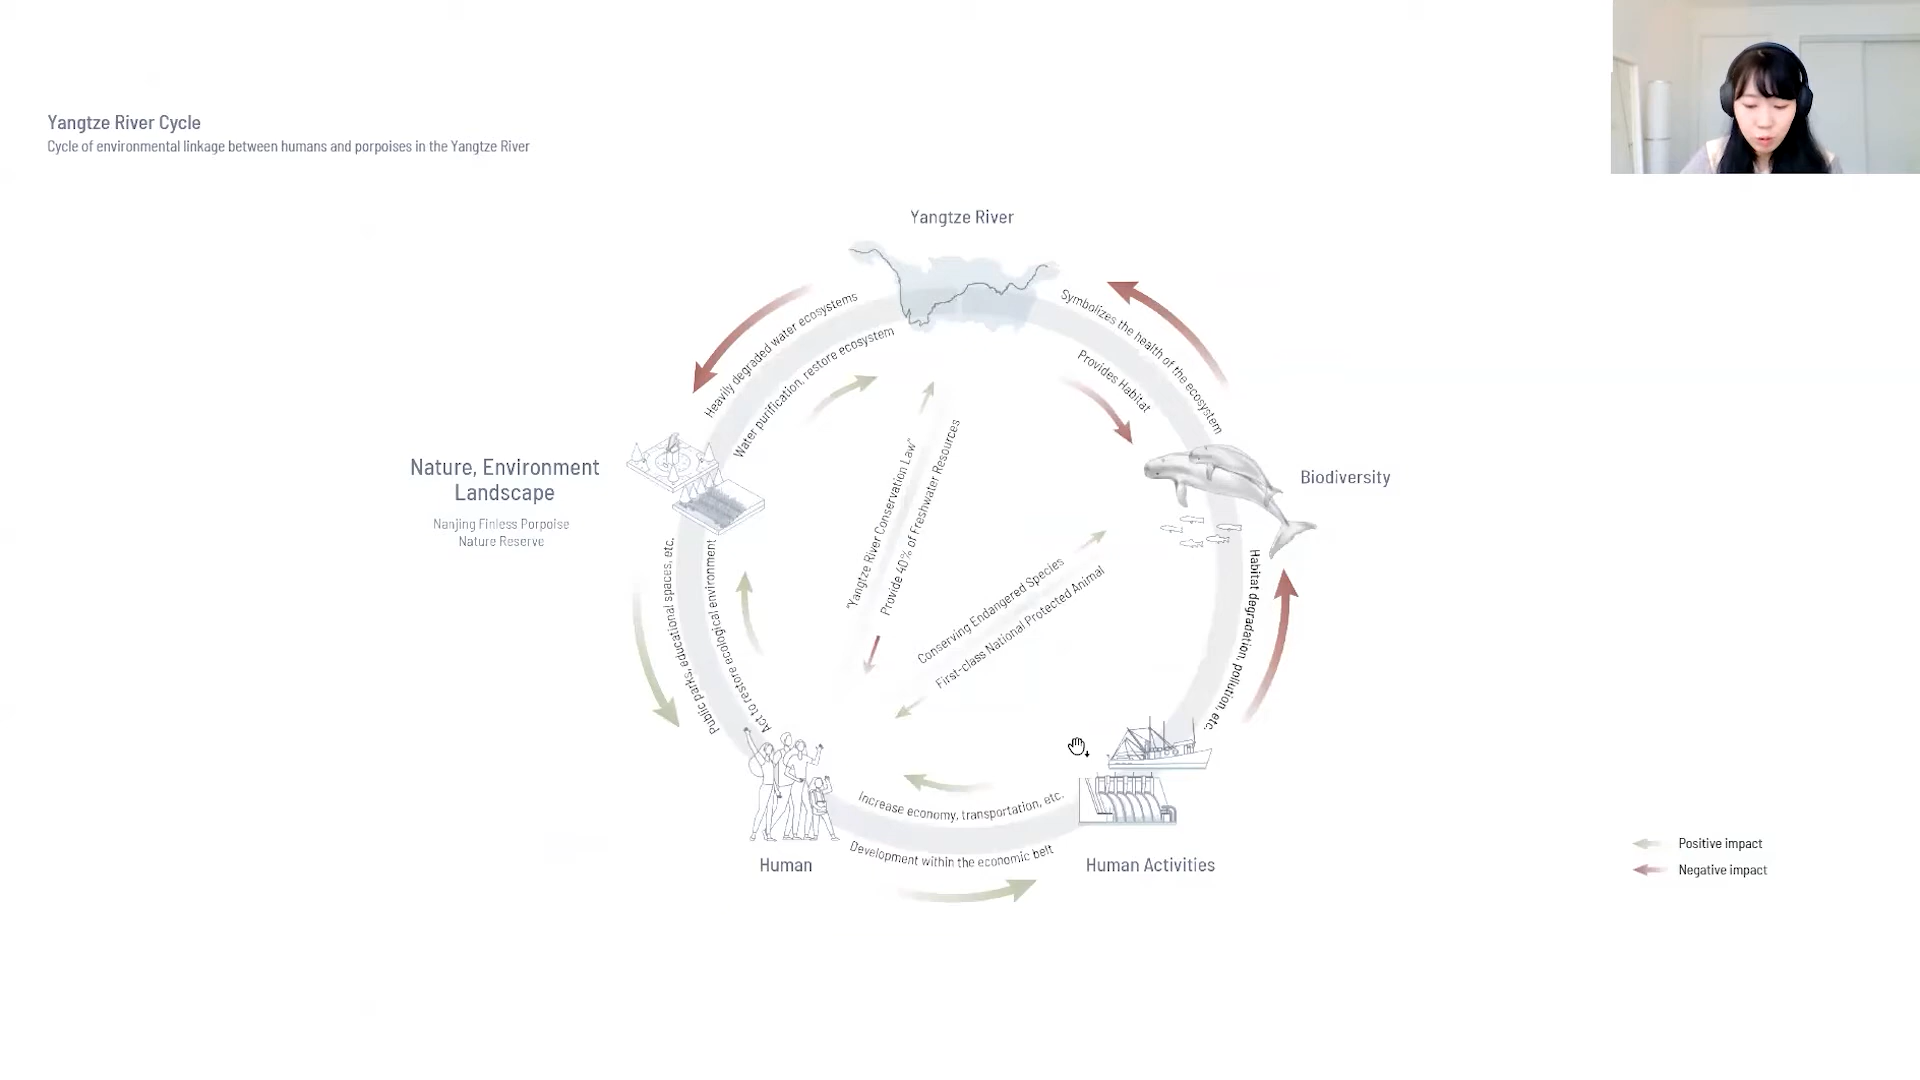 Yangtze River Cycle
Cycle of environmental linkage between humans and porpoises in the Yangtze River
Yangtze River
Heavily degraded water ecosystems
Water purification, restore ecosystem
Symbolizes the health of the ecosystem
Provides Habitat
Nature, Environment
Landscape
Nanjing Finless Porpoise
Nature Reserve
Biodiversity
"Yangtze River Conservation Law"
Provide 40% of Freshwater Resources
Conserving Endangered Species
First-class National Protected Animal
Public parks, educational spaces, etc.
Act to restore ecological environment
Habitat degradation, pollution, etc.
Increase economy, transportation, etc.
Development within the economic belt
Human
Human Activities
Positive impact
Negative impact